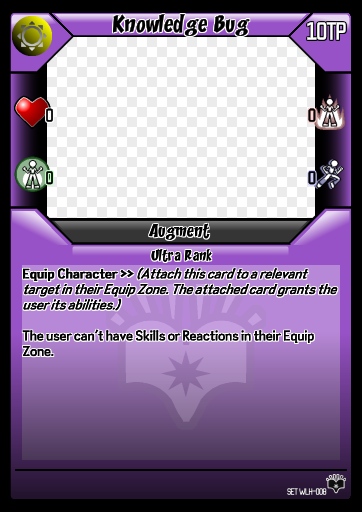 Knowledge Bug
10TP
0
0
0
0
Augment
Ultra Rank
Equip Character >> (Attach this card to a relevant
target in their Equip Zone. The attached card grants the
user its abilities.)
The user can't have Skills or Reactions in their Equip
Zone.
SET WLH-008